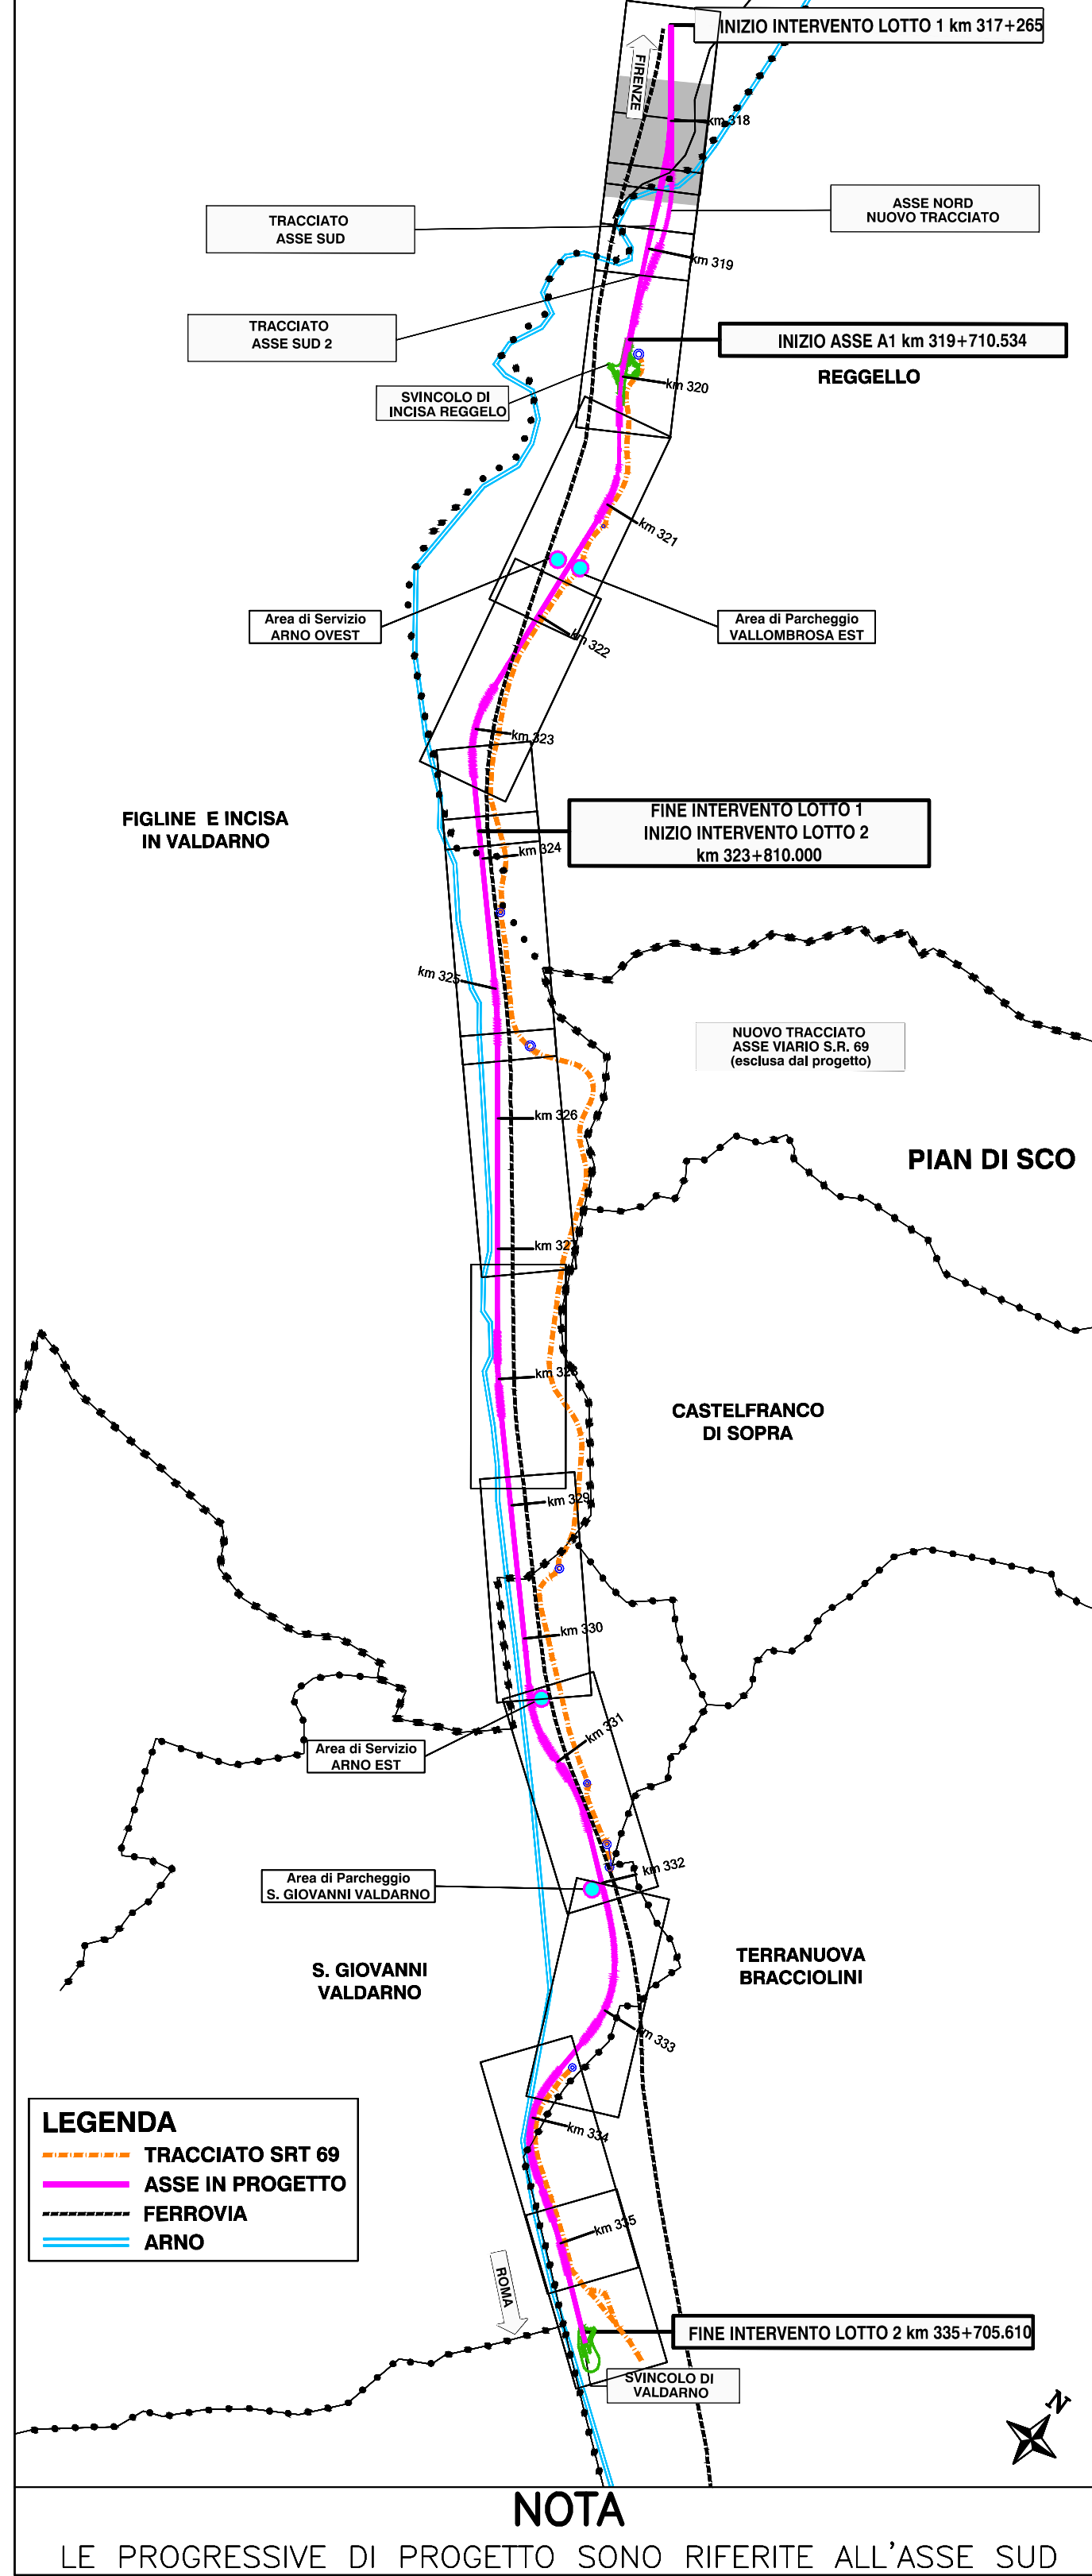 INIZIO INTERVENTO LOTTO 1 km 317+265
FIRENZE
km 318
ASSE NORD
NUOVO TRACCIATO
TRACCIATO
ASSE SUD
km 319
TRACCIATO
ASSE SUD 2
INIZIO ASSE A1 km 319+710.534
REGGELLO
km 320
SVINCOLO DI
INCISA REGGELO
km 321
Area di Servizio
ARNO OVEST
Area di Parcheggio
VALLOMBROSA EST
km 322
km 323
FIGLINE E INCISA
IN VALDARNO
FINE INTERVENTO LOTTO 1
INIZIO INTERVENTO LOTTO 2
km 323+810.000
km 324
km 325
NUOVO TRACCIATO
ASSE VIARIO S.R. 69
(esclusa dal progetto)
km 326
PIAN DI SCO
km 327
km 328
CASTELFRANCO
DI SOPRA
km 329
km 330
km 331
Area di Servizio
ARNO EST
km 332
Area di Parcheggio
S. GIOVANNI VALDARNO
S. GIOVANNI
VALDARNO
TERRANUOVA
BRACCIOLINI
km 333
km 334
LEGENDA
TRACCIATO SRT 69
ASSE IN PROGETTO
FERROVIA
ARNO
km 335
ROMA
FINE INTERVENTO LOTTO 2 km 335+705.610
SVINCOLO DI
VALDARNO
N
NOTA
LE PROGRESSIVE DI PROGETTO SONO RIFERITE ALL'ASSE SUD